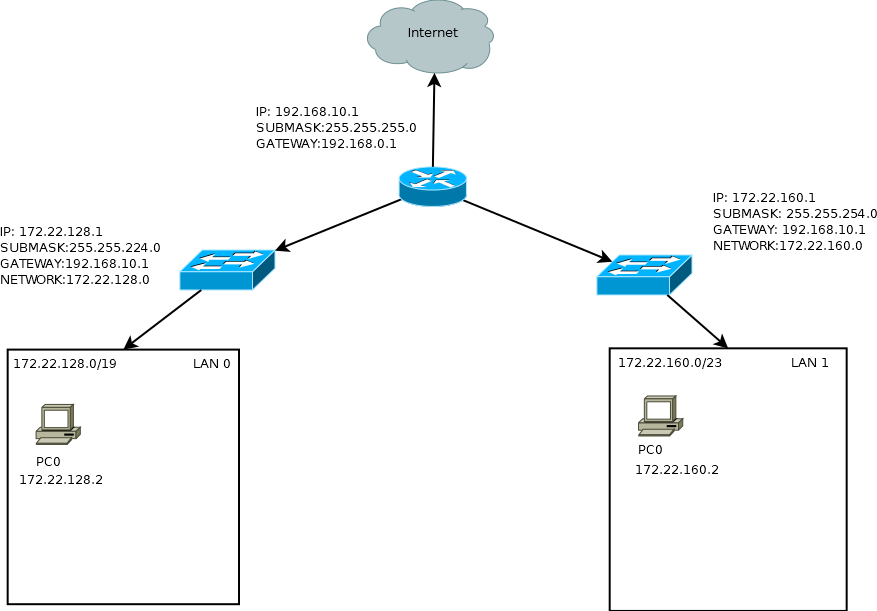 Internet
IP: 192.168.10.1
SUBMASK:255.255.255.0
GATEWAY:192.168.0.1
IP: 172.22.128.1
SUBMASK:255.255.224.0
GATEWAY:192.168.10.1
NETWORK:172.22.128.0
IP: 172.22.160.1
SUBMASK: 255.255.254.0
GATEWAY: 192.168.10.1
NETWORK:172.22.160.0
172.22.128.0/19 LAN 0
PC0
172.22.128.2
172.22.160.0/23 LAN 1
PC0
172.22.160.2